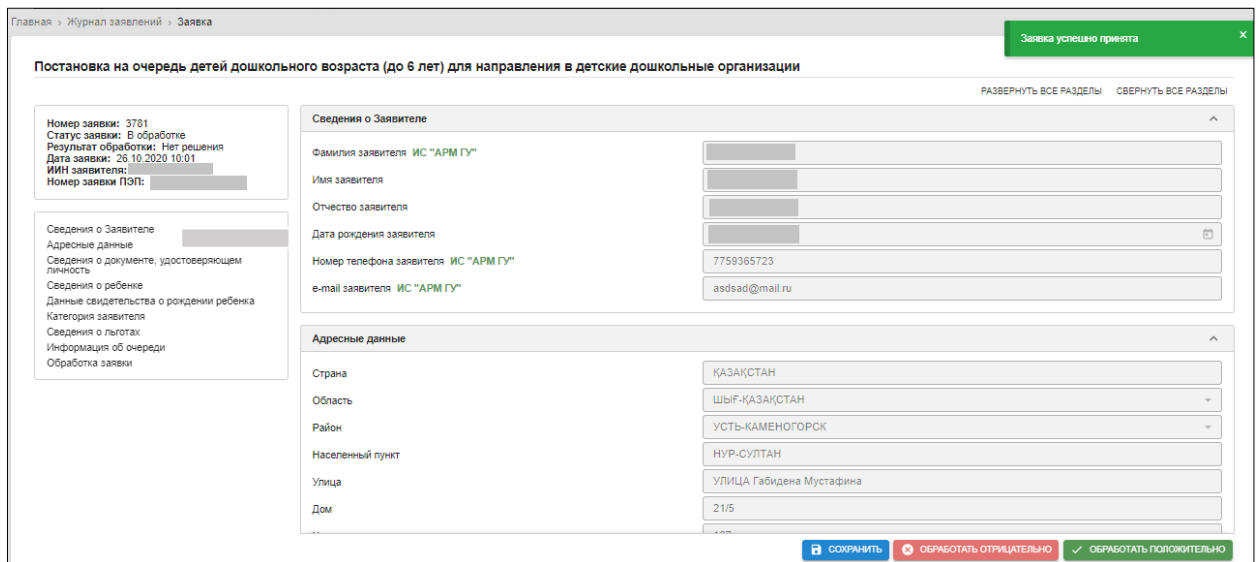 Главная › Журнал заявлений › Заявка
Заявка успешно принята ×
Постановка на очередь детей дошкольного возраста (до 6 лет) для направления в детские дошкольные организации
РАЗВЕРНУТЬ ВСЕ РАЗДЕЛЫ СВЕРНУТЬ ВСЕ РАЗДЕЛЫ
Номер заявки: 3781
Статус заявки: В обработке
Результат обработки: Нет решения
Дата заявки: 26.10.2020 10:01
ИИН заявителя:
Номер заявки ПЭП:
Сведения о Заявителе
Адресные данные
Сведения о документе, удостоверяющем
личность
Сведения о ребенке
Данные свидетельства о рождении ребенка
Категория заявителя
Сведения о льготах
Информация об очереди
Обработка заявки
Сведения о Заявителе
Фамилия заявителя ИС "АРМ ГУ"
Имя заявителя
Отчество заявителя
Дата рождения заявителя
Номер телефона заявителя ИС "АРМ ГУ" 7759365723
e-mail заявителя ИС "АРМ ГУ" asdsad@mail.ru
Адресные данные
Страна ҚАЗАҚСТАН
Область ШЫҒ-ҚАЗАҚСТАН
Район УСТЬ-КАМЕНОГОРСК
Населенный пункт НУР-СУЛТАН
Улица УЛИЦА Габидена Мустафина
Дом 21/5
СОХРАНИТЬ ОБРАБОТАТЬ ОТРИЦАТЕЛЬНО ОБРАБОТАТЬ ПОЛОЖИТЕЛЬНО